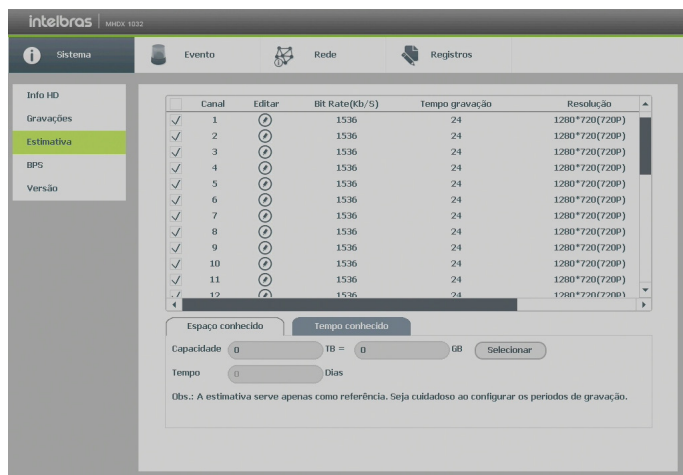 intelbras | MHDX 1032
Sistema
Evento
Rede
Registros
Info HD
Gravações
Estimativa
BPS
Versão
Canal Editar Bit Rate(Kb/S) Tempo gravação Resolução
1 1536 24 1280*720(720P)
2 1536 24 1280*720(720P)
3 1536 24 1280*720(720P)
4 1536 24 1280*720(720P)
5 1536 24 1280*720(720P)
6 1536 24 1280*720(720P)
7 1536 24 1280*720(720P)
8 1536 24 1280*720(720P)
9 1536 24 1280*720(720P)
10 1536 24 1280*720(720P)
11 1536 24 1280*720(720P)
12 1536 24 1280*720(720P)
Espaço conhecido Tempo conhecido
Capacidade 0 TB = 0 GB Selecionar
Tempo 0 Dias
Obs.: A estimativa serve apenas como referência. Seja cuidadoso ao configurar os períodos de gravação.